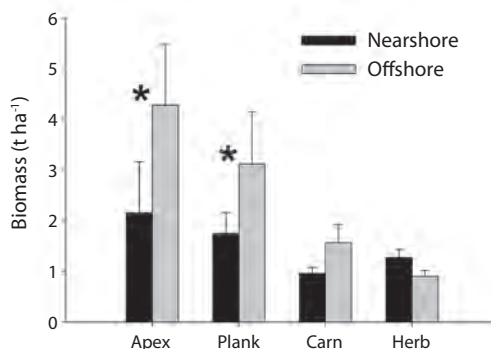 Biomass (t ha⁻¹)
6
5
4
3
2
1
0
Nearshore
Offshore
*
*
Apex Plank Carn Herb